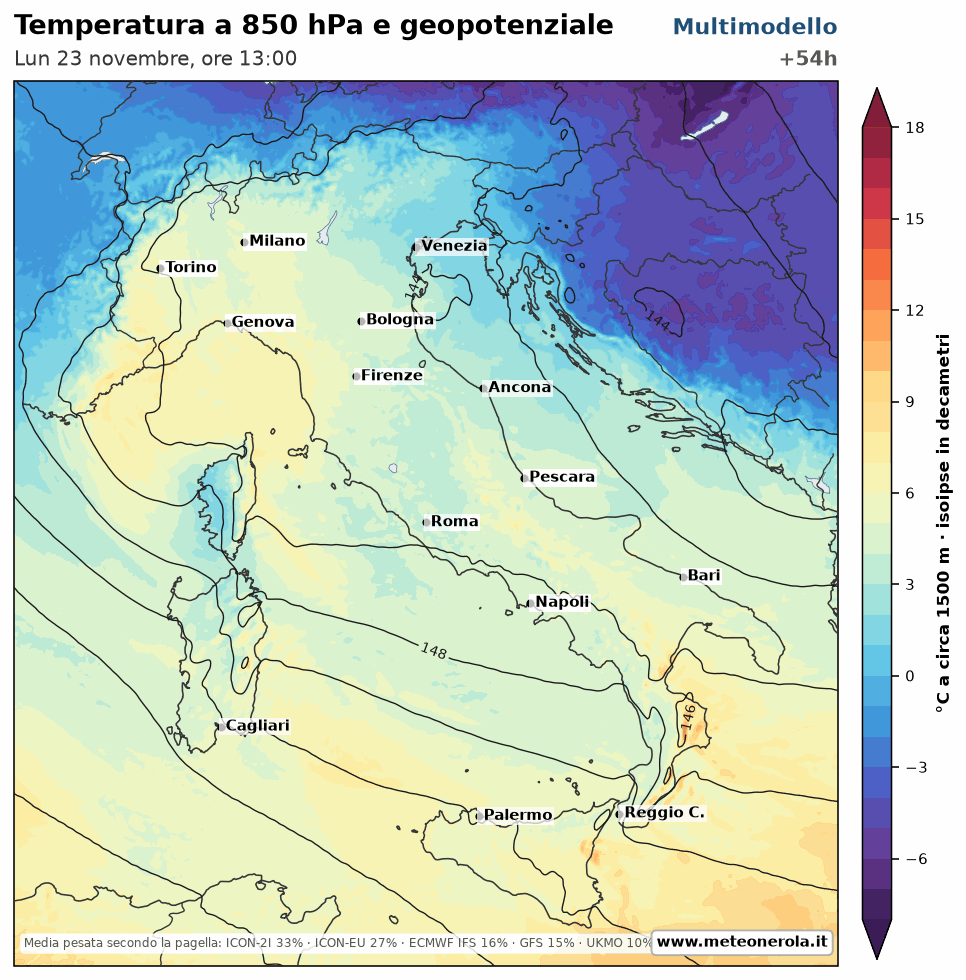 Temperatura a 850 hPa e geopotenziale
Multimodello
Lun 23 novembre, ore 13:00
+54h
Milano
Venezia
Torino
144
Genova
Bologna
144
Firenze
Ancona
Pescara
Roma
Bari
Napoli
148
146
Cagliari
Palermo
Reggio C.
18
15
12
9
6
3
0
−3
−6
°C a circa 1500 m · isoipse in decametri
Media pesata secondo la pagella: ICON-2I 33% · ICON-EU 27% · ECMWF IFS 16% · GFS 15% · UKMO 10%
www.meteonerola.it